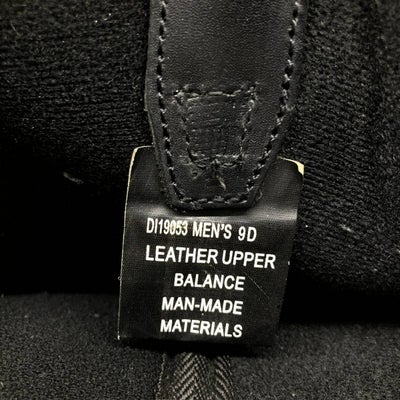 DI19053 MEN'S 9D
LEATHER UPPER
BALANCE
MAN-MADE
MATERIALS